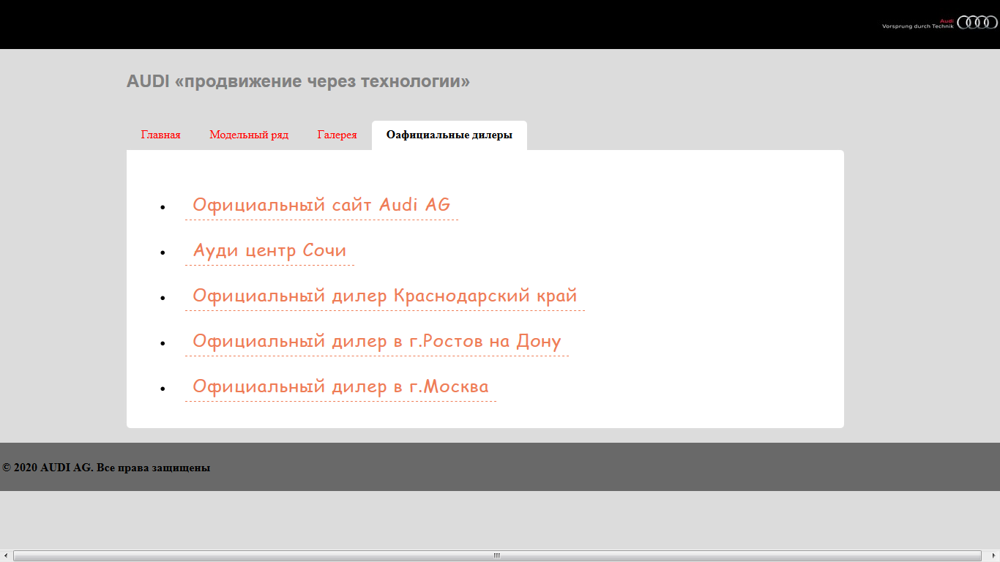 Audi
Vorsprung durch Technik
AUDI «продвижение через технологии»
Главная Модельный ряд Галерея Оафициальные дилеры
Официальный сайт Audi AG
Ауди центр Сочи
Официальный дилер Краснодарский край
Официальный дилер в г.Ростов на Дону
Официальный дилер в г.Москва
© 2020 AUDI AG. Все права защищены